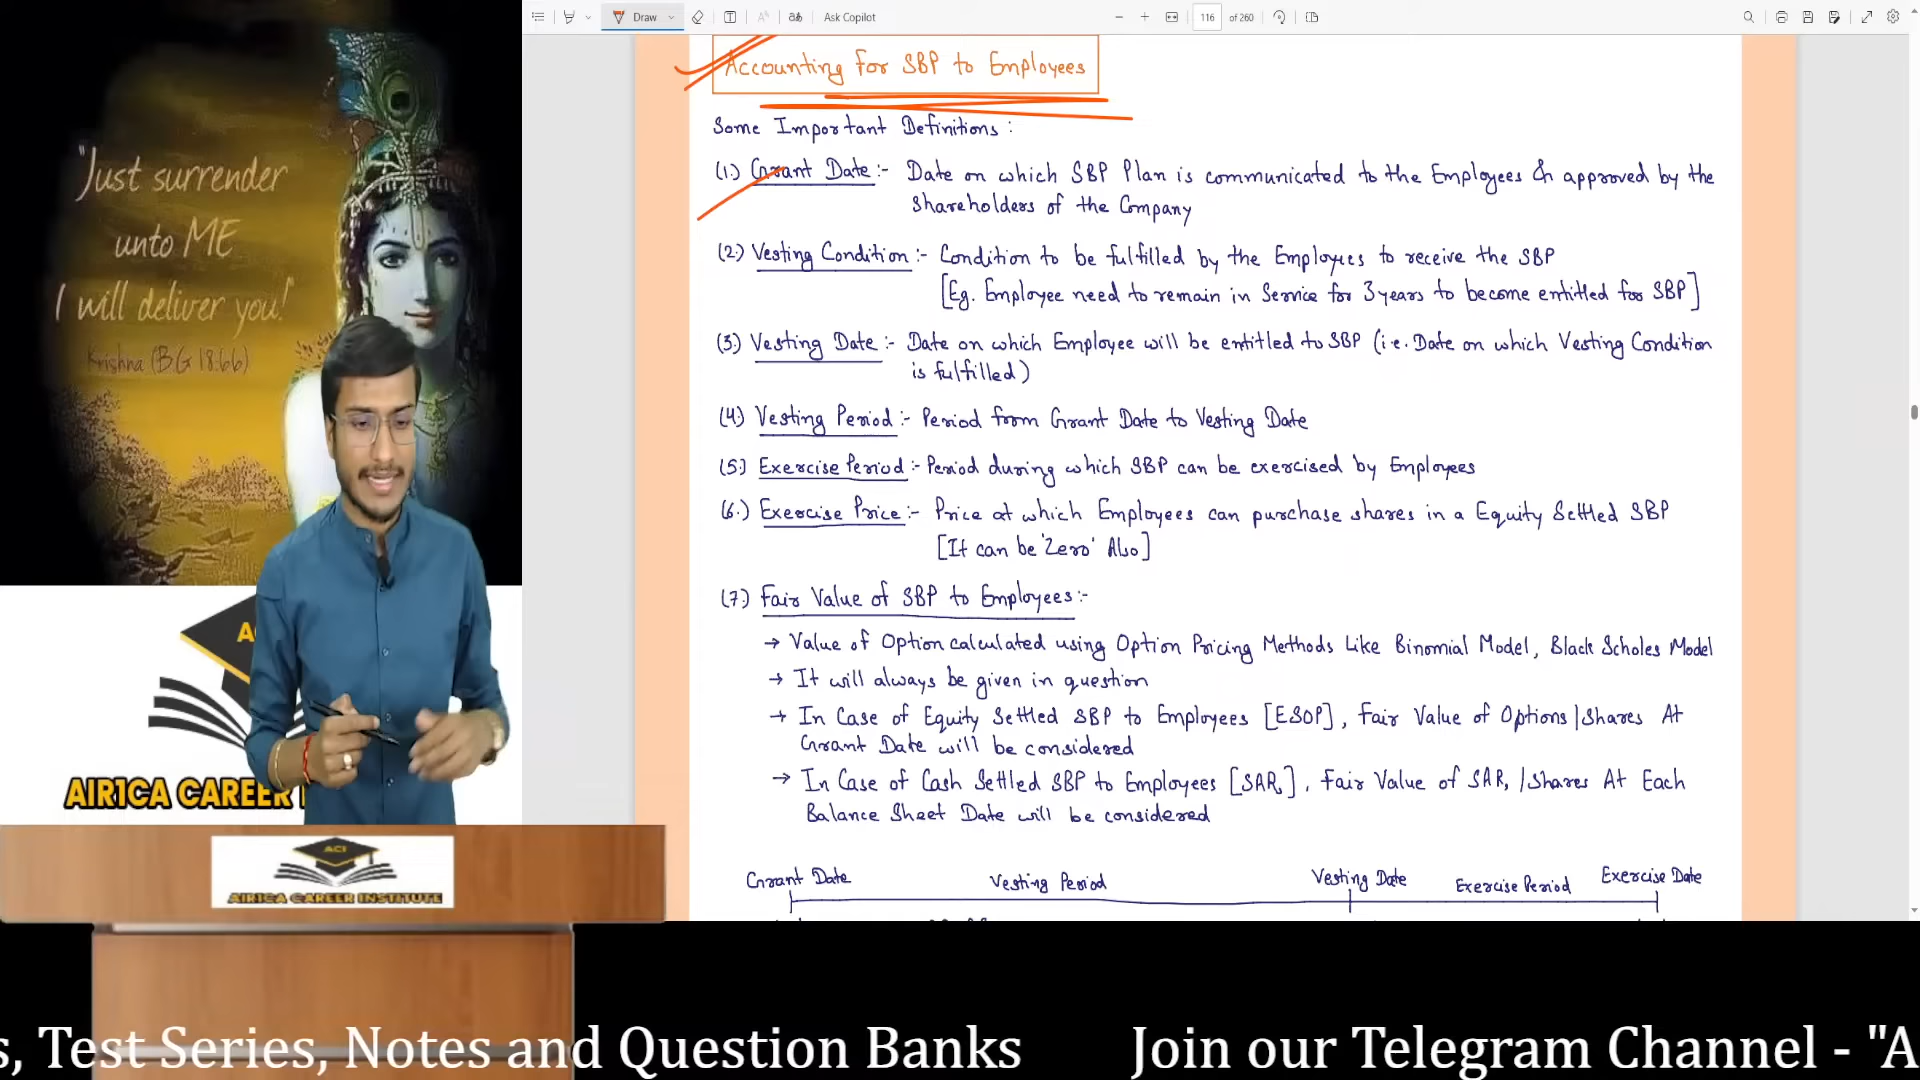 Draw
Ask Copilot
116 of 260
Accounting for SBP to Employees
Some Important Definitions :
(1.) Grant Date :- Date on which SBP Plan is communicated to the Employees & approved by the
Shareholders of the Company
(2.) Vesting Condition :- Condition to be fulfilled by the Employees to receive the SBP
[Eg. Employee need to remain in Service for 3 years to become entitled for SBP]
(3.) Vesting Date :- Date on which Employee will be entitled to SBP (i.e. Date on which Vesting Condition
is fulfilled)
(4.) Vesting Period :- Period from Grant Date to Vesting Date
(5.) Exercise Period :- Period during which SBP can be exercised by Employees
(6.) Exercise Price :- Price at which Employees can purchase shares in a Equity Settled SBP
[It can be 'Zero' Also]
(7.) Fair Value of SBP to Employees :-
→ Value of Option calculated using Option Pricing Methods Like Binomial Model, Black Scholes Model
→ It will always be given in question
→ In Case of Equity Settled SBP to Employees [ESOP], Fair Value of Options/Shares At
Grant Date will be considered
→ In Case of Cash Settled SBP to Employees [SAR], Fair Value of SAR, /Shares At Each
Balance Sheet Date will be considered
Grant Date Vesting Period Vesting Date Exercise Period Exercise Date
"Just surrender
unto ME
I will deliver you!"
Krishna (B.G 18.66)
AIR1CA CAREER
ACI
AIR1CA CAREER INSTITUTE
s, Test Series, Notes and Question Banks Join our Telegram Channel - "A